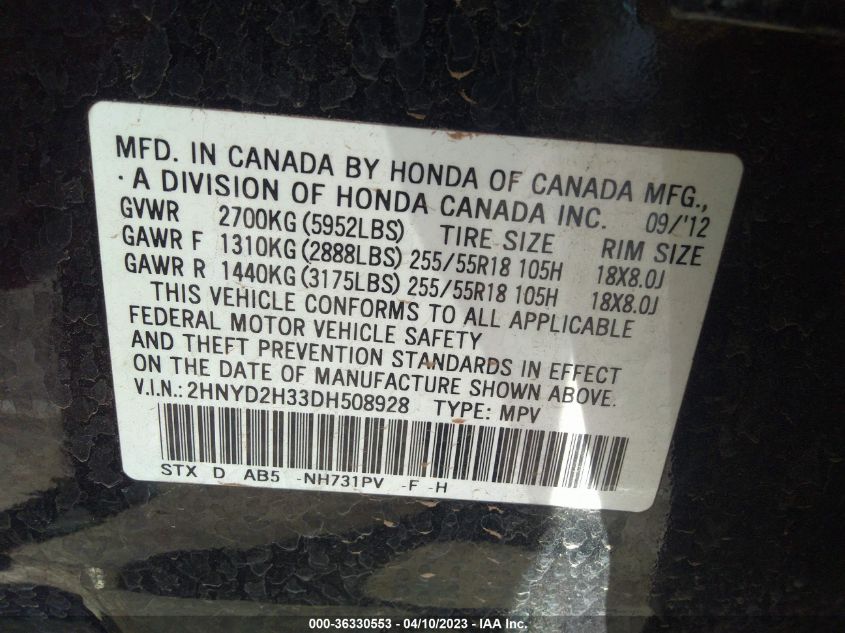 MFD. IN CANADA BY HONDA OF CANADA MFG.,
· A DIVISION OF HONDA CANADA INC. 09/'12
GVWR 2700KG (5952LBS) TIRE SIZE RIM SIZE
GAWR F 1310KG (2888LBS) 255/55R18 105H 18X8.0J
GAWR R 1440KG (3175LBS) 255/55R18 105H 18X8.0J
THIS VEHICLE CONFORMS TO ALL APPLICABLE
FEDERAL MOTOR VEHICLE SAFETY
AND THEFT PREVENTION STANDARDS IN EFFECT
ON THE DATE OF MANUFACTURE SHOWN ABOVE.
V.I.N.: 2HNYD2H33DH508928 TYPE: MPV
STX D AB5 -NH731PV -F -H
000-36330553 - 04/10/2023 - IAA Inc.